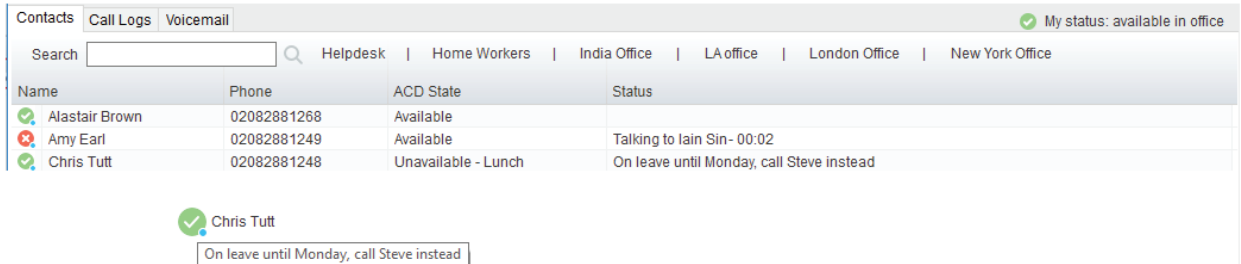 Contacts Call Logs Voicemail My status: available in office
Search Helpdesk | Home Workers | India Office | LA office | London Office | New York Office
Name Phone ACD State Status
Alastair Brown 02082881268 Available
Amy Earl 02082881249 Available Talking to Iain Sin- 00:02
Chris Tutt 02082881248 Unavailable - Lunch On leave until Monday, call Steve instead
Chris Tutt
On leave until Monday, call Steve instead